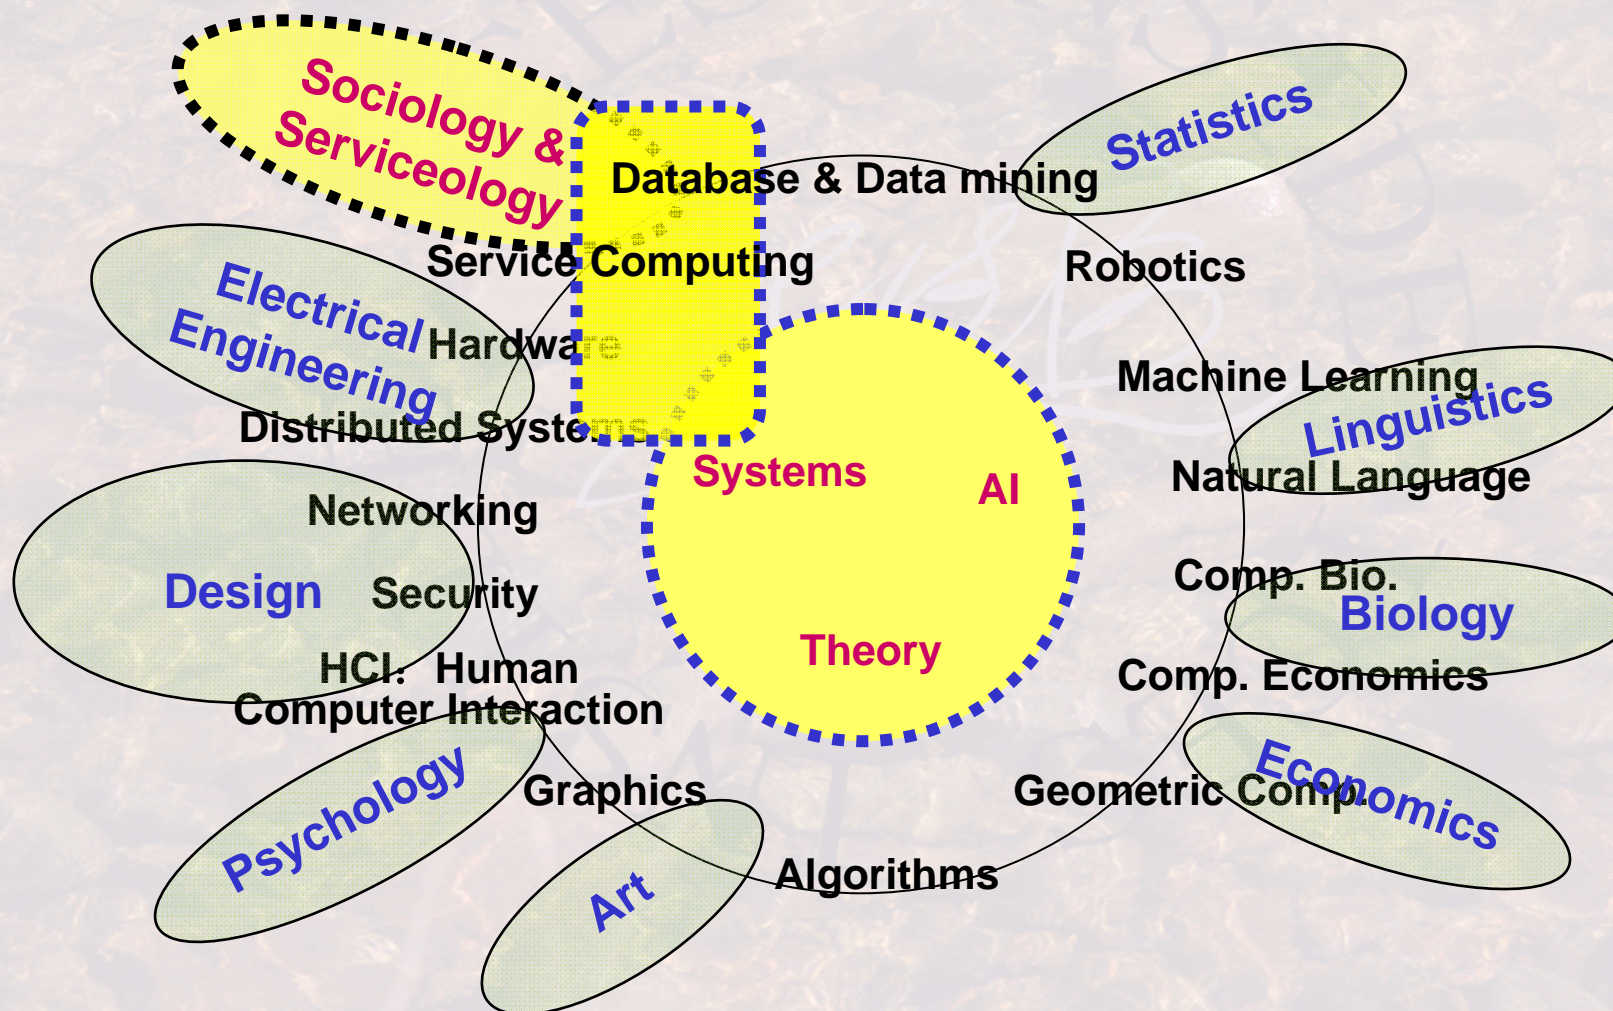 Sociology &
Serviceology
Statistics
Database & Data mining
Service Computing
Robotics
Electrical
Engineering
Hardware
Machine Learning
Linguistics
Distributed Systems
Systems
AI
Natural Language
Networking
Design
Security
Comp. Bio.
Biology
HCI: Human
Computer Interaction
Theory
Comp. Economics
Psychology
Graphics
Geometric Comp.
Economics
Art
Algorithms